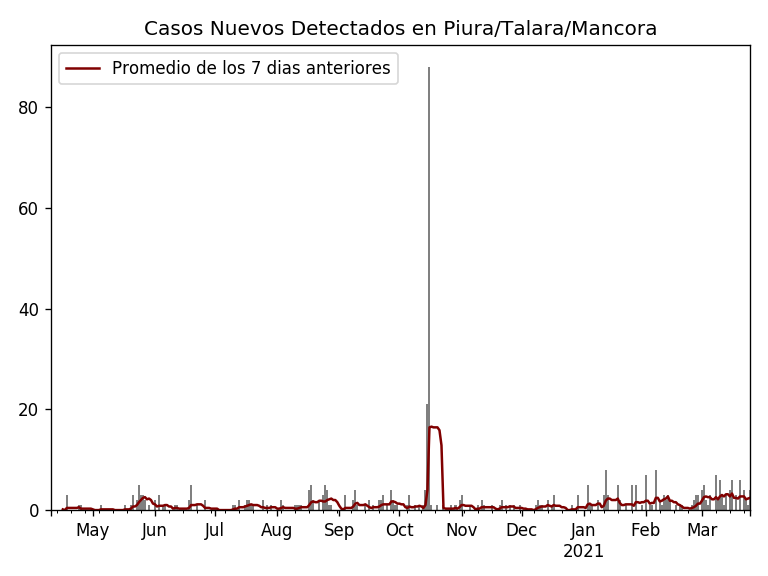 Casos Nuevos Detectados en Piura/Talara/Mancora
Promedio de los 7 dias anteriores
80
60
40
20
0
May Jun Jul Aug Sep Oct Nov Dec Jan Feb Mar
2021